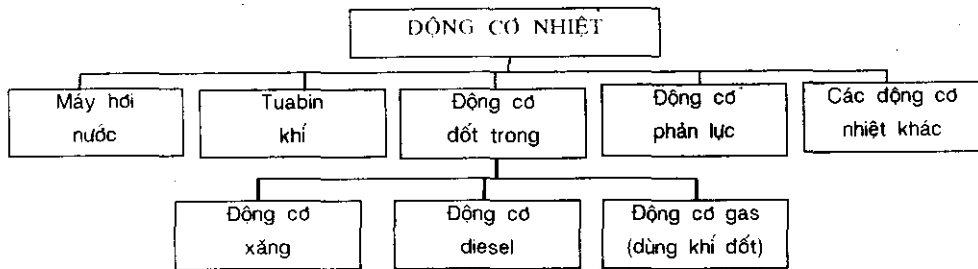 ĐỘNG CƠ NHIỆT
Máy hơi
nước
Tuabin
khí
Động cơ
đốt trong
Động cơ
phản lực
Các động cơ
nhiệt khác
Động cơ
xăng
Động cơ
diesel
Động cơ gas
(dùng khí đốt)